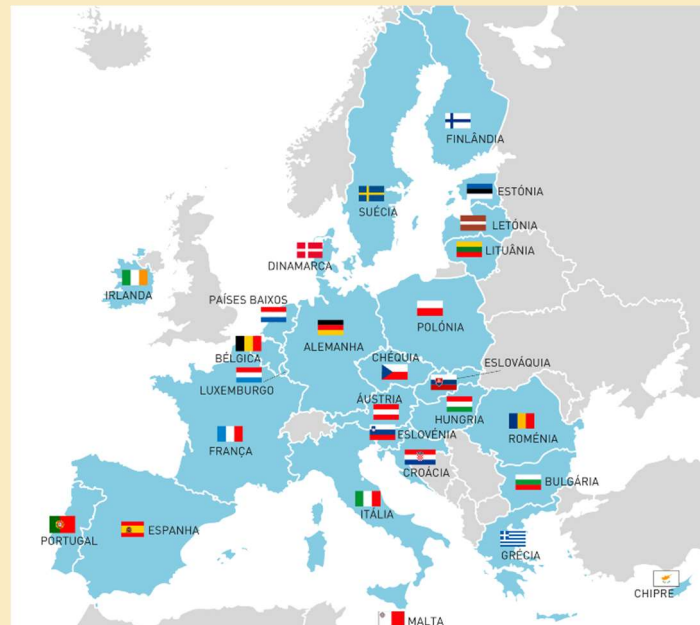 FINLÂNDIA
ESTÓNIA
SUÉCIA
LETÓNIA
LITUÂNIA
DINAMARCA
IRLANDA
PAÍSES BAIXOS
POLÓNIA
ALEMANHA
BÉLGICA
CHÉQUIA
ESLOVÁQUIA
LUXEMBURGO
ÁUSTRIA
HUNGRIA
ESLOVÉNIA
ROMÉNIA
FRANÇA
CROÁCIA
BULGÁRIA
ITÁLIA
ESPANHA
PORTUGAL
GRÉCIA
CHIPRE
MALTA